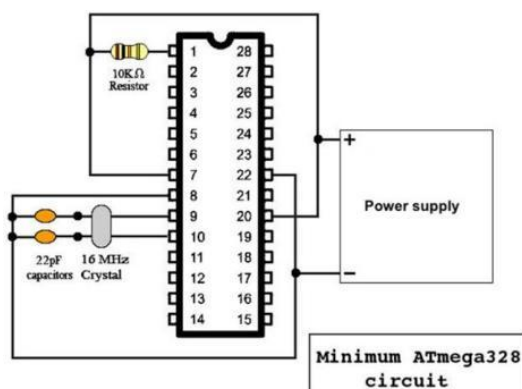 1 28
2 27
3 26
4 25
5 24
6 23
7 22
8 21
9 20
10 19
11 18
12 17
13 16
14 15
10KΩ
Resistor
22pF
capacitors
16 MHz
Crystal
+
Power supply
−
Minimum ATmega328
circuit